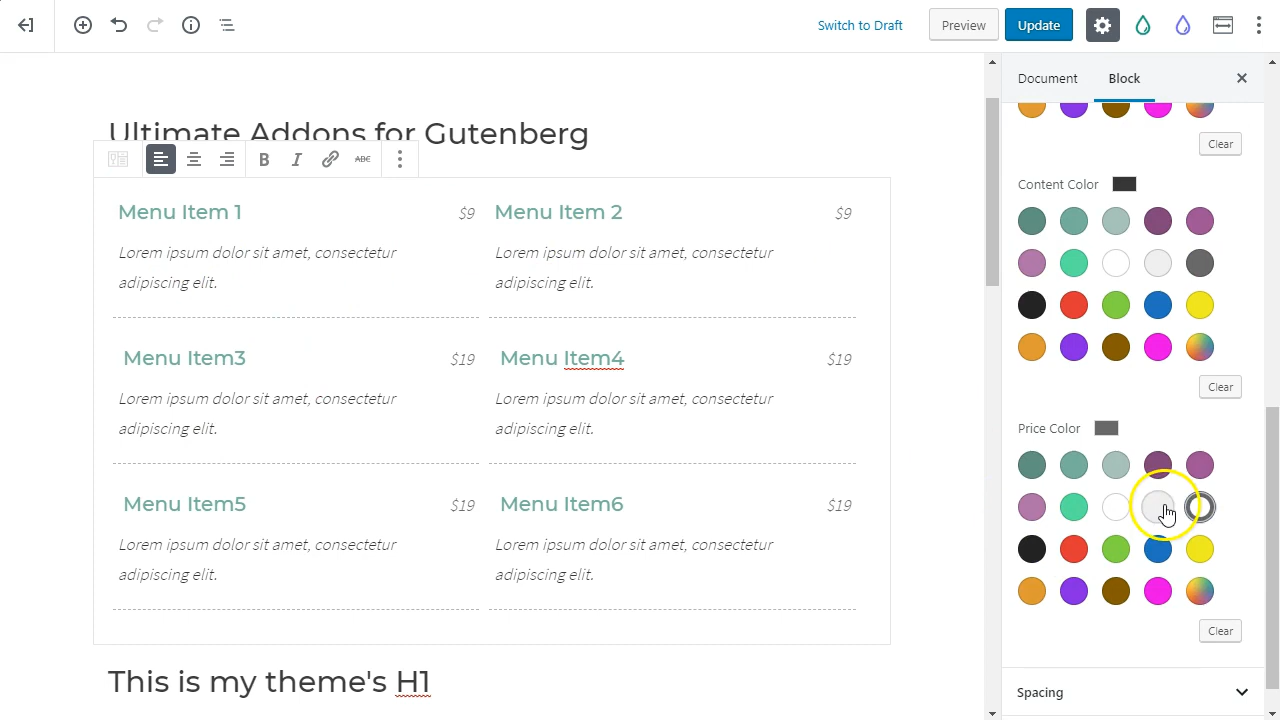 Switch to Draft
Preview
Update
Document
Block
Ultimate Addons for Gutenberg
B
I
ABC
Clear
Menu Item 1
$9
Menu Item 2
$9
Lorem ipsum dolor sit amet, consectetur
adipiscing elit.
Lorem ipsum dolor sit amet, consectetur
adipiscing elit.
Menu Item3
$19
Menu Item4
$19
Lorem ipsum dolor sit amet, consectetur
adipiscing elit.
Lorem ipsum dolor sit amet, consectetur
adipiscing elit.
Menu Item5
$19
Menu Item6
$19
Lorem ipsum dolor sit amet, consectetur
adipiscing elit.
Lorem ipsum dolor sit amet, consectetur
adipiscing elit.
This is my theme's H1
Content Color
Clear
Price Color
Clear
Spacing